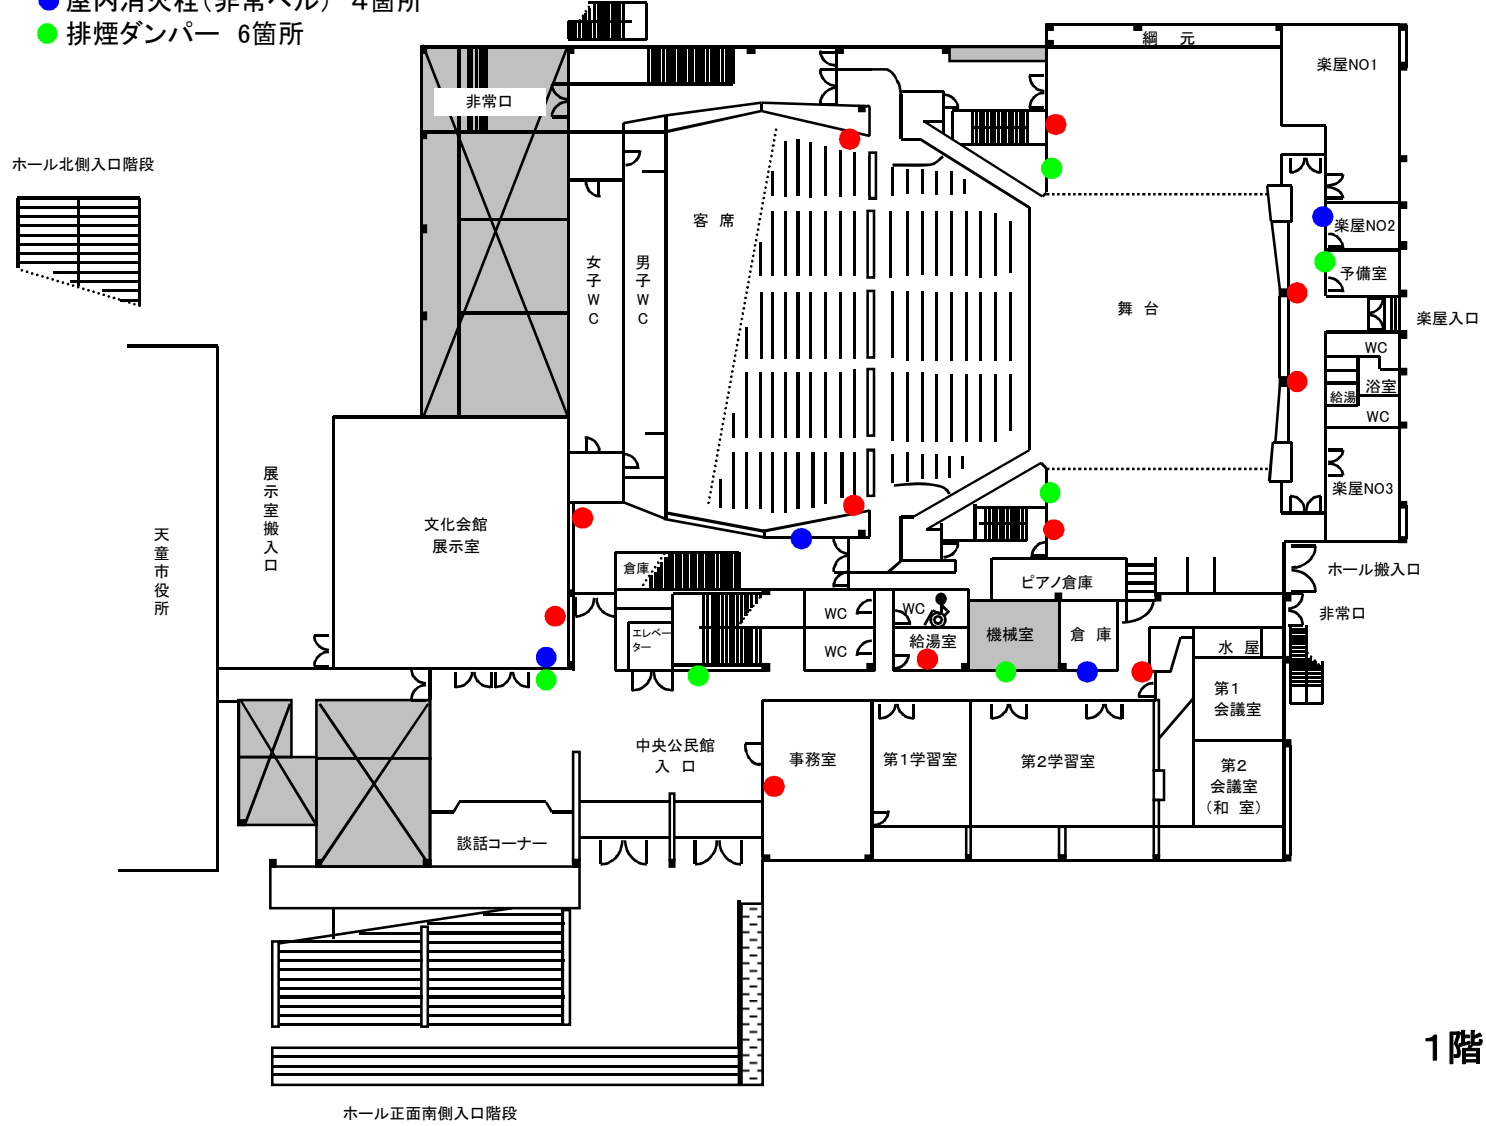 屋内消火栓(非常ベル) 4箇所
排煙ダンパー 6箇所
綱 元
楽屋NO1
非常口
ホール北側入口階段
客 席
楽屋NO2
女子WC
男子WC
予備室
舞 台
楽屋入口
WC
浴室
給湯
WC
展示室搬入口
楽屋NO3
文化会館
展示室
天童市役所
倉庫
ピアノ倉庫
ホール搬入口
WC
WC
非常口
エレベーター
機械室
倉 庫
給湯室
WC
水 屋
第1
会議室
中央公民館
入 口
事務室
第1学習室
第2学習室
第2
会議室
(和 室)
談話コーナー
1階
ホール正面南側入口階段